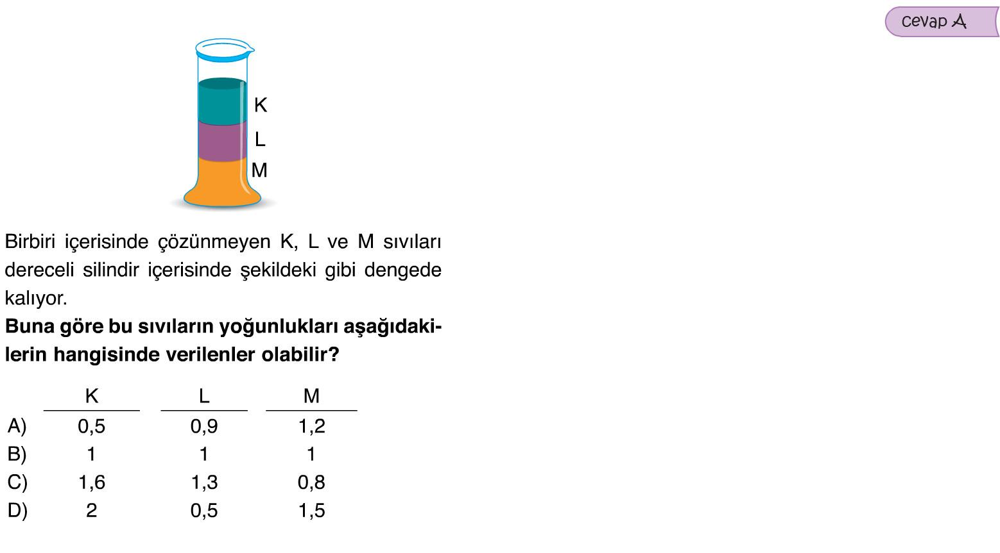 cevap A
K
L
M
Birbiri içerisinde çözünmeyen K, L ve M sıvıları
dereceli silindir içerisinde şekildeki gibi dengede
kalıyor.
Buna göre bu sıvıların yoğunlukları aşağıdaki-
lerin hangisinde verilenler olabilir?
K L M
A) 0,5 0,9 1,2
B) 1 1 1
C) 1,6 1,3 0,8
D) 2 0,5 1,5